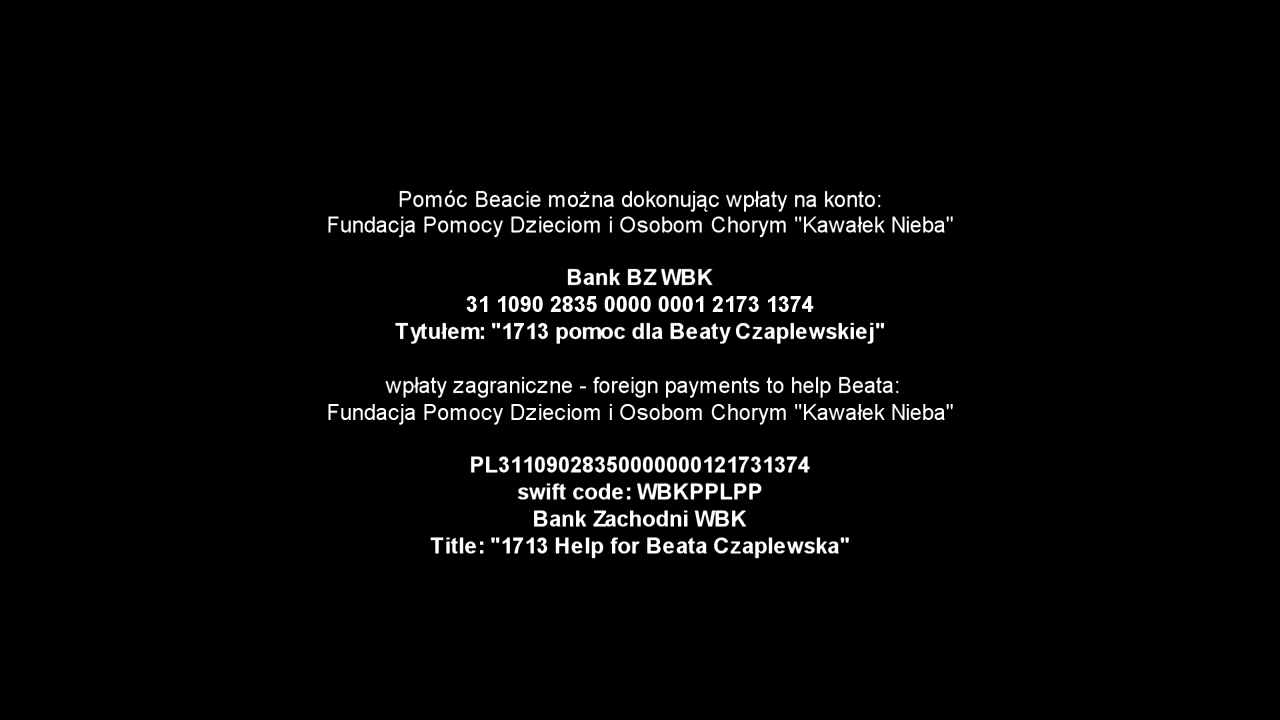 Pomóc Beacie można dokonując wpłaty na konto:
Fundacja Pomocy Dzieciom i Osobom Chorym "Kawałek Nieba"
Bank BZ WBK
31 1090 2835 0000 0001 2173 1374
Tytułem: "1713 pomoc dla Beaty Czaplewskiej"
wpłaty zagraniczne - foreign payments to help Beata:
Fundacja Pomocy Dzieciom i Osobom Chorym "Kawałek Nieba"
PL31109028350000000121731374
swift code: WBKPPLPP
Bank Zachodni WBK
Title: "1713 Help for Beata Czaplewska"